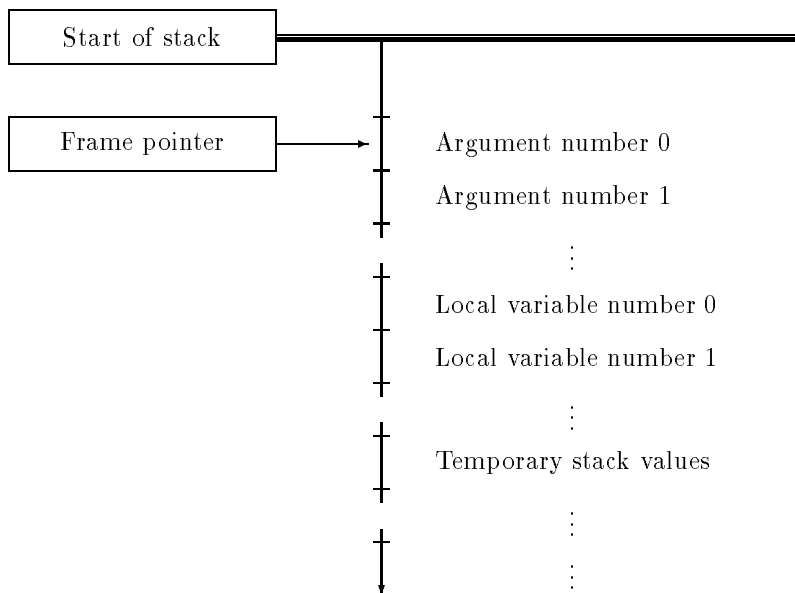 Start of stack
Frame pointer
Argument number 0
Argument number 1
Local variable number 0
Local variable number 1
Temporary stack values